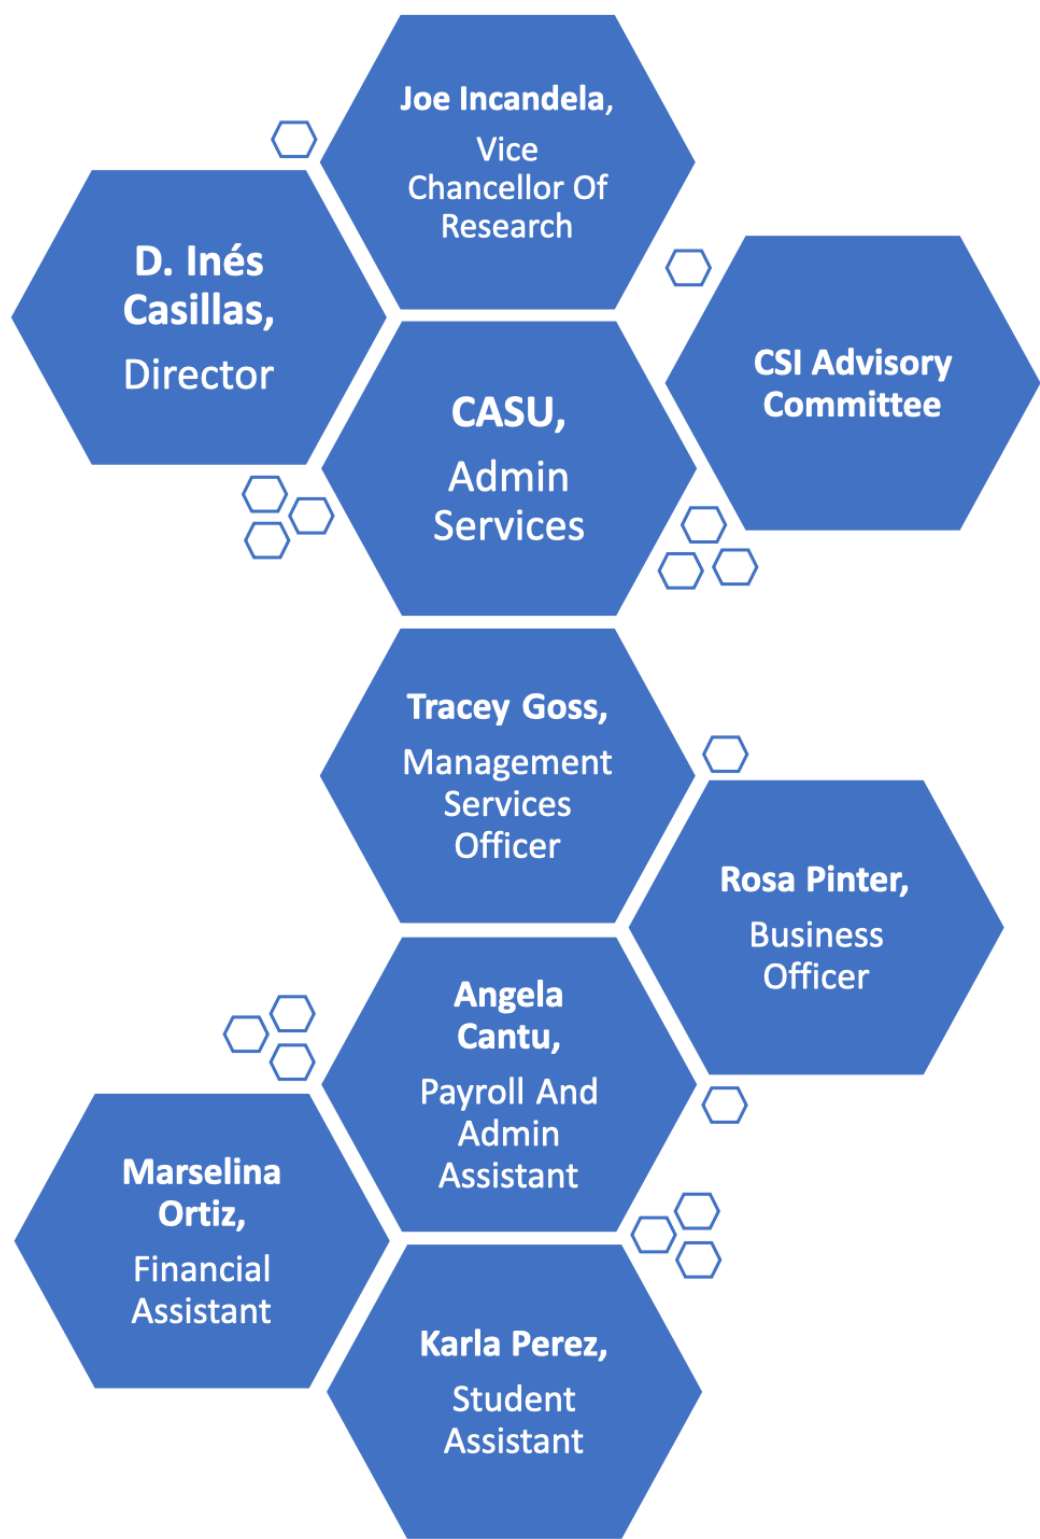 Joe Incandela,
Vice
Chancellor Of
Research
D. Inés
Casillas,
Director
CSI Advisory
Committee
CASU,
Admin
Services
Tracey Goss,
Management
Services
Officer
Rosa Pinter,
Business
Officer
Angela
Cantu,
Payroll And
Admin
Assistant
Marselina
Ortiz,
Financial
Assistant
Karla Perez,
Student
Assistant